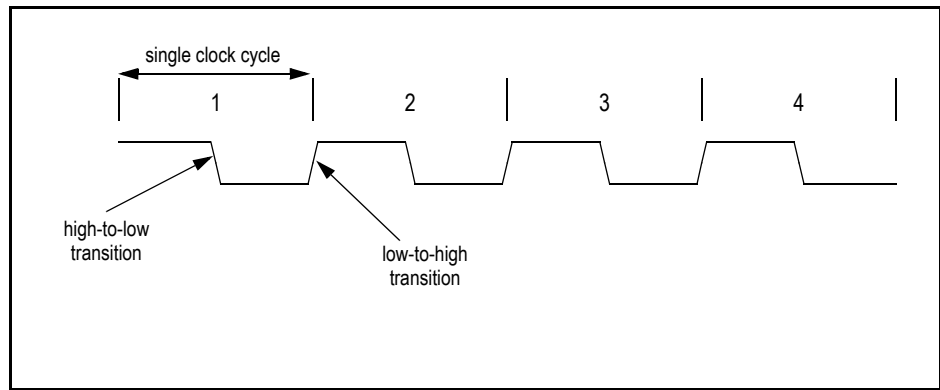 single clock cycle
1 2 3 4
high-to-low
transition
low-to-high
transition